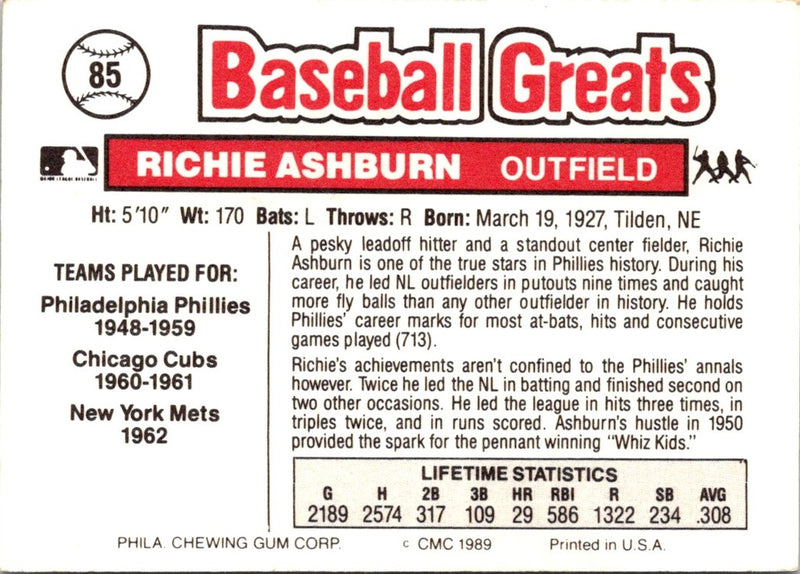 85
Baseball Greats
MAJOR LEAGUE BASEBALL
RICHIE ASHBURN OUTFIELD
Ht: 5'10" Wt: 170 Bats: L Throws: R Born: March 19, 1927, Tilden, NE
TEAMS PLAYED FOR:
Philadelphia Phillies
1948-1959
Chicago Cubs
1960-1961
New York Mets
1962
A pesky leadoff hitter and a standout center fielder, Richie
Ashburn is one of the true stars in Phillies history. During his
career, he led NL outfielders in putouts nine times and caught
more fly balls than any other outfielder in history. He holds
Phillies' career marks for most at-bats, hits and consecutive
games played (713).
Richie's achievements aren't confined to the Phillies' annals
however. Twice he led the NL in batting and finished second on
two other occasions. He led the league in hits three times, in
triples twice, and in runs scored. Ashburn's hustle in 1950
provided the spark for the pennant winning "Whiz Kids."
LIFETIME STATISTICS
G H 2B 3B HR RBI R SB AVG
2189 2574 317 109 29 586 1322 234 .308
PHILA. CHEWING GUM CORP. c CMC 1989 Printed in U.S.A.